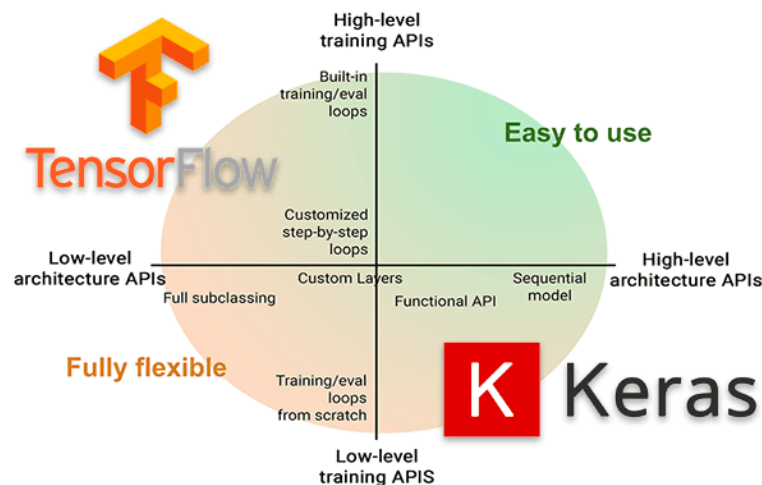 High-level
training APIs
Built-in
training/eval
loops
Easy to use
TensorFlow
Customized
step-by-step
loops
Low-level
architecture APIs
High-level
architecture APIs
Custom Layers
Full subclassing
Functional API
Sequential
model
Fully flexible
Training/eval
loops
from scratch
K Keras
Low-level
training APIS